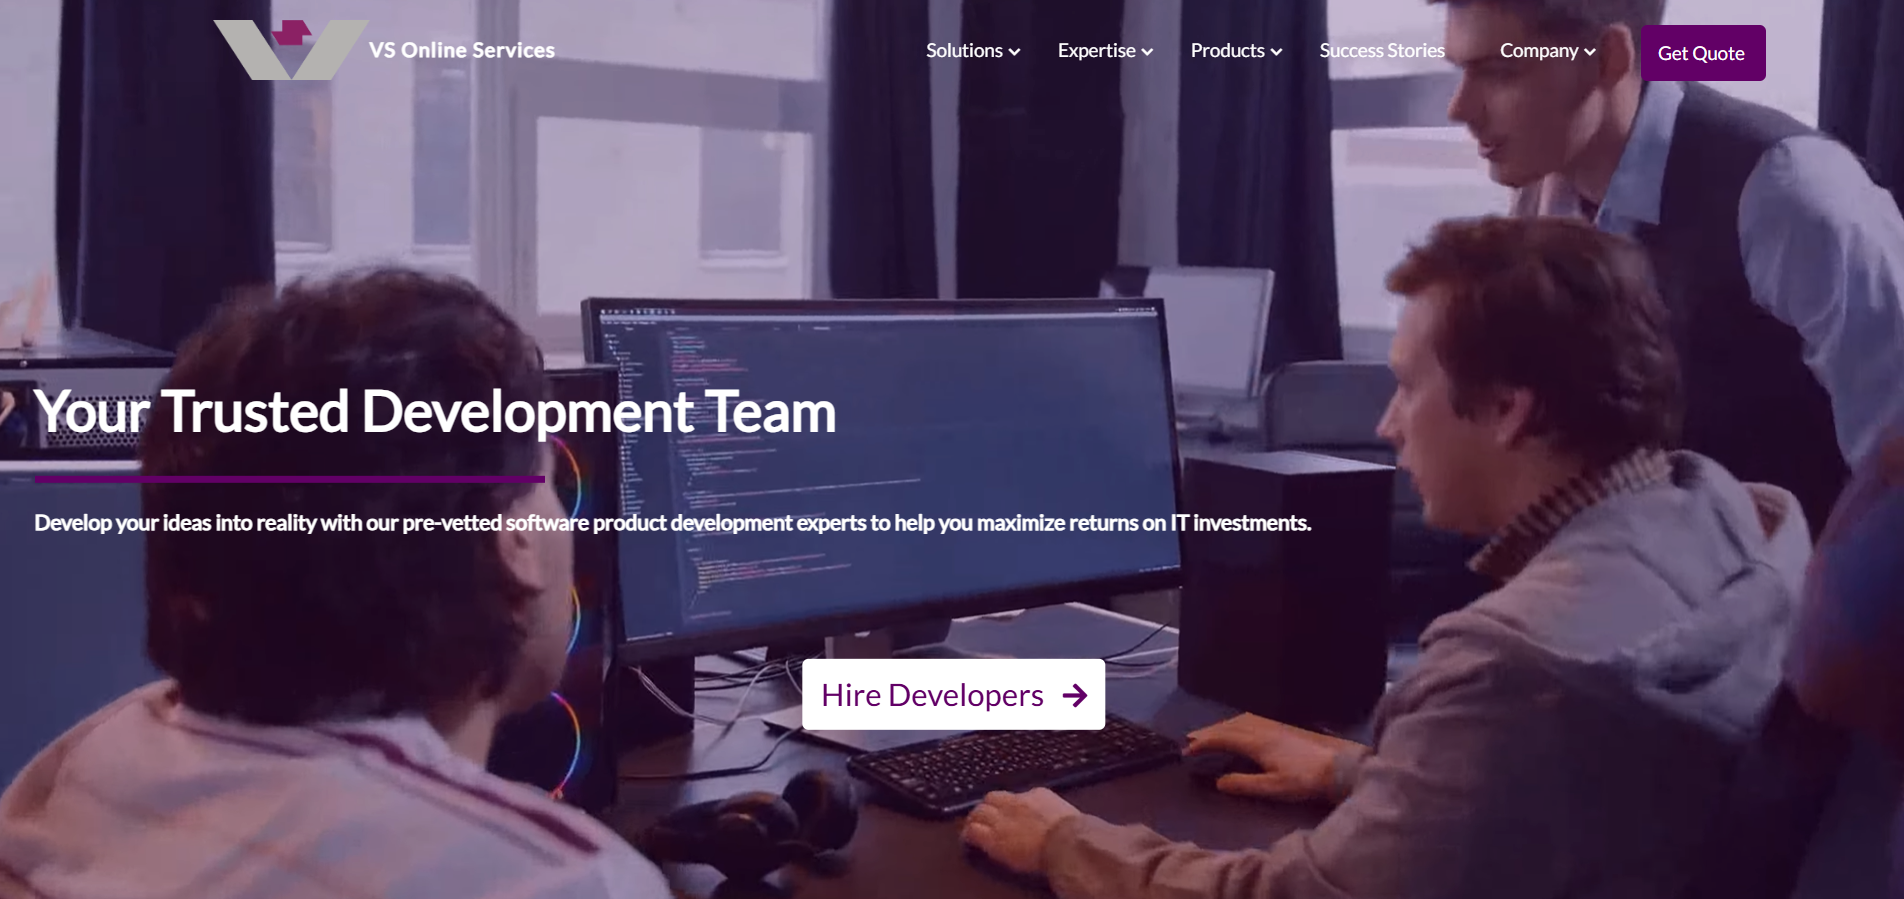 VS Online Services
Solutions
Expertise
Products
Success Stories
Company
Get Quote
Your Trusted Development Team
Develop your ideas into reality with our pre-vetted software product development experts to help you maximize returns on IT investments.
Hire Developers